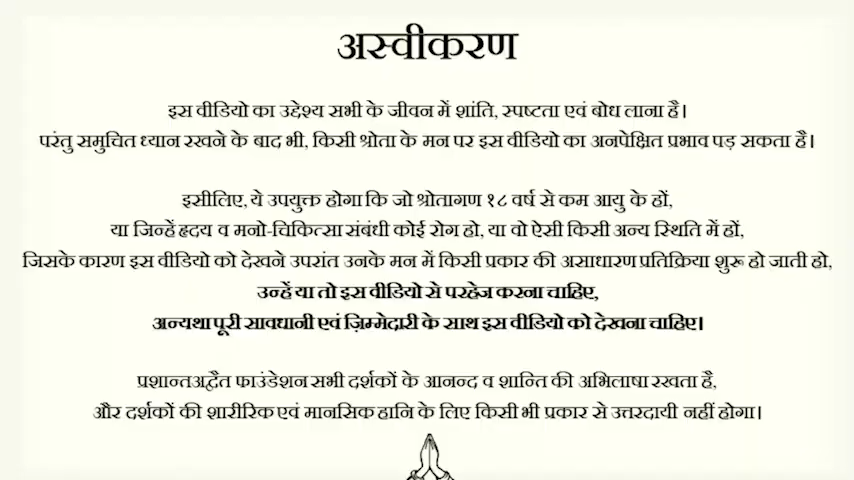 अस्वीकरण
इस वीडियो का उद्देश्य सभी के जीवन में शांति, स्पष्टता एवं बोध लाना है।
परंतु समुचित ध्यान रखने के बाद भी, किसी श्रोता के मन पर इस वीडियो का अनपेक्षित प्रभाव पड़ सकता है।
इसीलिए, ये उपयुक्त होगा कि जो श्रोतागण १८ वर्ष से कम आयु के हों,
या जिन्हें हृदय व मनो-चिकित्सा संबंधी कोई रोग हो, या वो ऐसी किसी अन्य स्थिति में हों,
जिसके कारण इस वीडियो को देखने उपरांत उनके मन में किसी प्रकार की असाधारण प्रतिक्रिया शुरू हो जाती हो,
उन्हें या तो इस वीडियो से परहेज करना चाहिए,
अन्यथा पूरी सावधानी एवं ज़िम्मेदारी के साथ इस वीडियो को देखना चाहिए।
प्रशान्तअद्वैत फाउंडेशन सभी दर्शकों के आनन्द व शान्ति की अभिलाषा रखता है,
और दर्शकों की शारीरिक एवं मानसिक हानि के लिए किसी भी प्रकार से उत्तरदायी नहीं होगा।